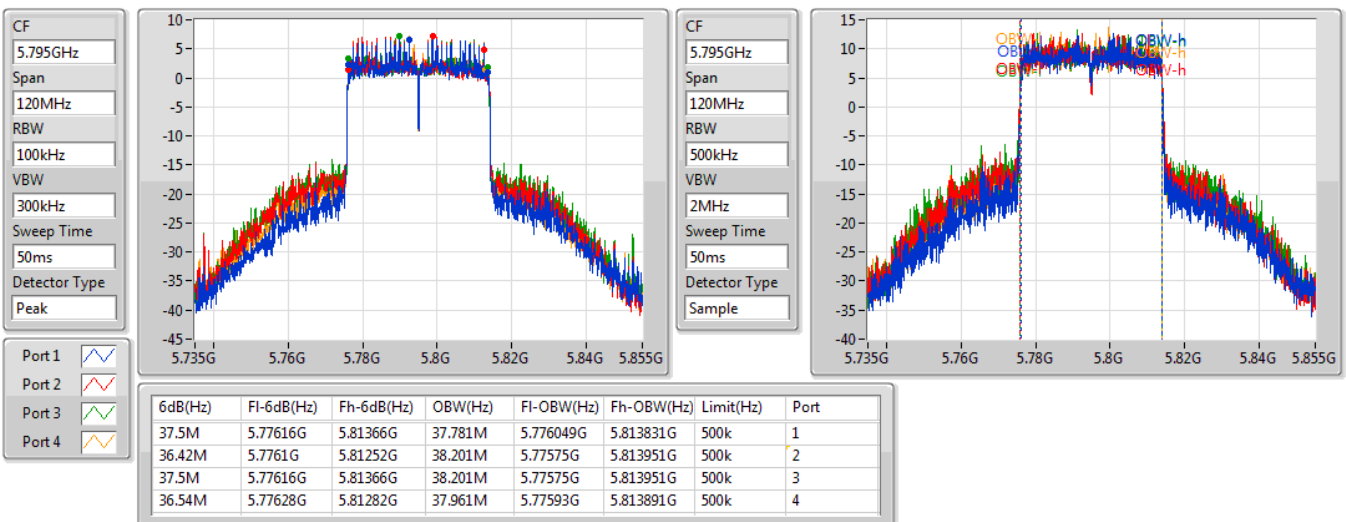 CF
5.795GHz
Span
120MHz
RBW
100kHz
VBW
300kHz
Sweep Time
50ms
Detector Type
Peak
10
5
0
-5
-10
-15
-20
-25
-30
-35
-40
-45
5.735G 5.76G 5.78G 5.8G 5.82G 5.84G 5.855G
CF
5.795GHz
Span
120MHz
RBW
500kHz
VBW
2MHz
Sweep Time
50ms
Detector Type
Sample
15
10
5
0
-5
-10
-15
-20
-25
-30
-35
-40
OBW-h
OBW-h
5.735G 5.76G 5.78G 5.8G 5.82G 5.84G 5.855G
Port 1
Port 2
Port 3
Port 4
6dB(Hz) Fl-6dB(Hz) Fh-6dB(Hz) OBW(Hz) Fl-OBW(Hz) Fh-OBW(Hz) Limit(Hz) Port
37.5M 5.77616G 5.81366G 37.781M 5.776049G 5.813831G 500k 1
36.42M 5.7761G 5.81252G 38.201M 5.77575G 5.813951G 500k 2
37.5M 5.77616G 5.81366G 38.201M 5.77575G 5.813951G 500k 3
36.54M 5.77628G 5.81282G 37.961M 5.77593G 5.813891G 500k 4